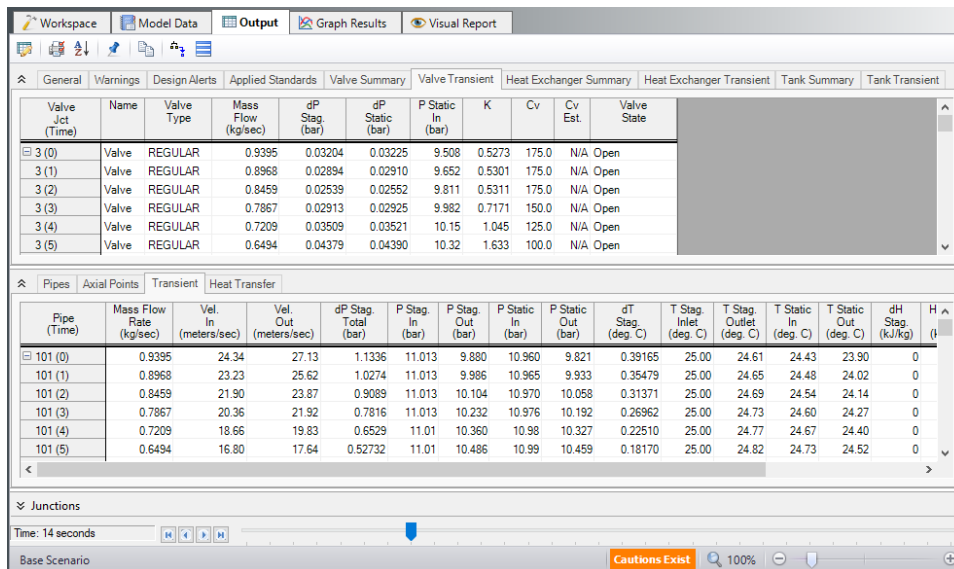 Workspace Model Data Output Graph Results Visual Report
General Warnings Design Alerts Applied Standards Valve Summary Valve Transient Heat Exchanger Summary Heat Exchanger Transient Tank Summary Tank Transient
Valve Jct (Time) Name Valve Type Mass Flow (kg/sec) dP Stag. (bar) dP Static (bar) P Static In (bar) K Cv Cv Est. Valve State
3 (0) Valve REGULAR 0.9395 0.03204 0.03225 9.508 0.5273 175.0 N/A Open
3 (1) Valve REGULAR 0.8968 0.02894 0.02910 9.652 0.5301 175.0 N/A Open
3 (2) Valve REGULAR 0.8459 0.02539 0.02552 9.811 0.5311 175.0 N/A Open
3 (3) Valve REGULAR 0.7867 0.02913 0.02925 9.982 0.7171 150.0 N/A Open
3 (4) Valve REGULAR 0.7209 0.03509 0.03521 10.15 1.045 125.0 N/A Open
3 (5) Valve REGULAR 0.6494 0.04379 0.04390 10.32 1.633 100.0 N/A Open
Pipes Axial Points Transient Heat Transfer
Pipe (Time) Mass Flow Rate (kg/sec) Vel. In (meters/sec) Vel. Out (meters/sec) dP Stag. Total (bar) P Stag. In (bar) P Stag. Out (bar) P Static In (bar) P Static Out (bar) dT Stag. (deg. C) T Stag. Inlet (deg. C) T Stag. Outlet (deg. C) T Static In (deg. C) T Static Out (deg. C) dH Stag. (kJ/kg) H
101 (0) 0.9395 24.34 27.13 1.1336 11.013 9.880 10.960 9.821 0.39165 25.00 24.61 24.43 23.90 0
101 (1) 0.8968 23.23 25.62 1.0274 11.013 9.986 10.965 9.933 0.35479 25.00 24.65 24.48 24.02 0
101 (2) 0.8459 21.90 23.87 0.9089 11.013 10.104 10.970 10.058 0.31371 25.00 24.69 24.54 24.14 0
101 (3) 0.7867 20.36 21.92 0.7816 11.013 10.232 10.976 10.192 0.26962 25.00 24.73 24.60 24.27 0
101 (4) 0.7209 18.66 19.83 0.6529 11.01 10.360 10.98 10.327 0.22510 25.00 24.77 24.67 24.40 0
101 (5) 0.6494 16.80 17.64 0.52732 11.01 10.486 10.99 10.459 0.18170 25.00 24.82 24.73 24.52 0
Junctions
Time: 14 seconds
Base Scenario Cautions Exist 100%